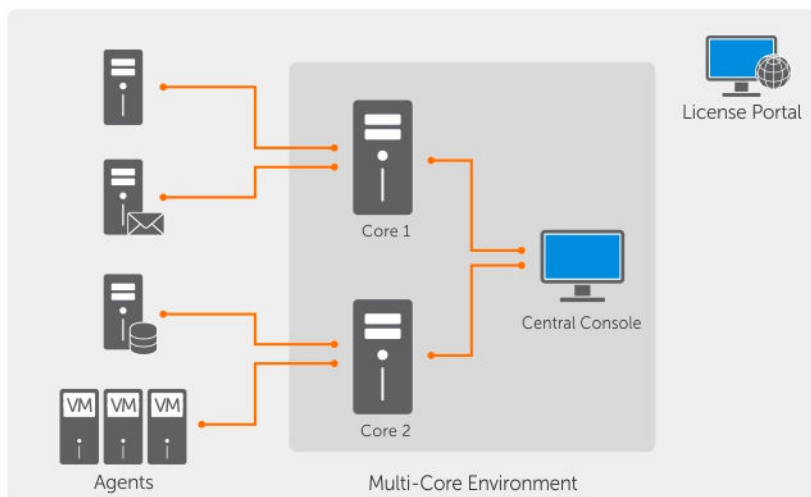 License Portal
Core 1
Central Console
VM VM VM
Core 2
Agents
Multi-Core Environment